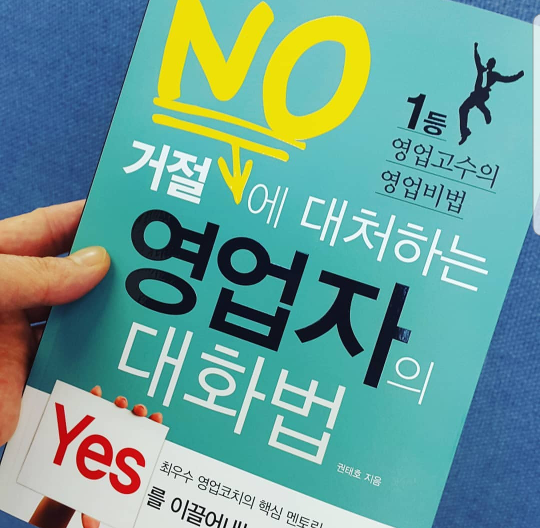 NO
1등
영업고수의
영업비법
거절에 대처하는
영업자의
대화법
권태호 지음
Yes
최우수 영업코치의 핵심 멘토링
를 이끌어내